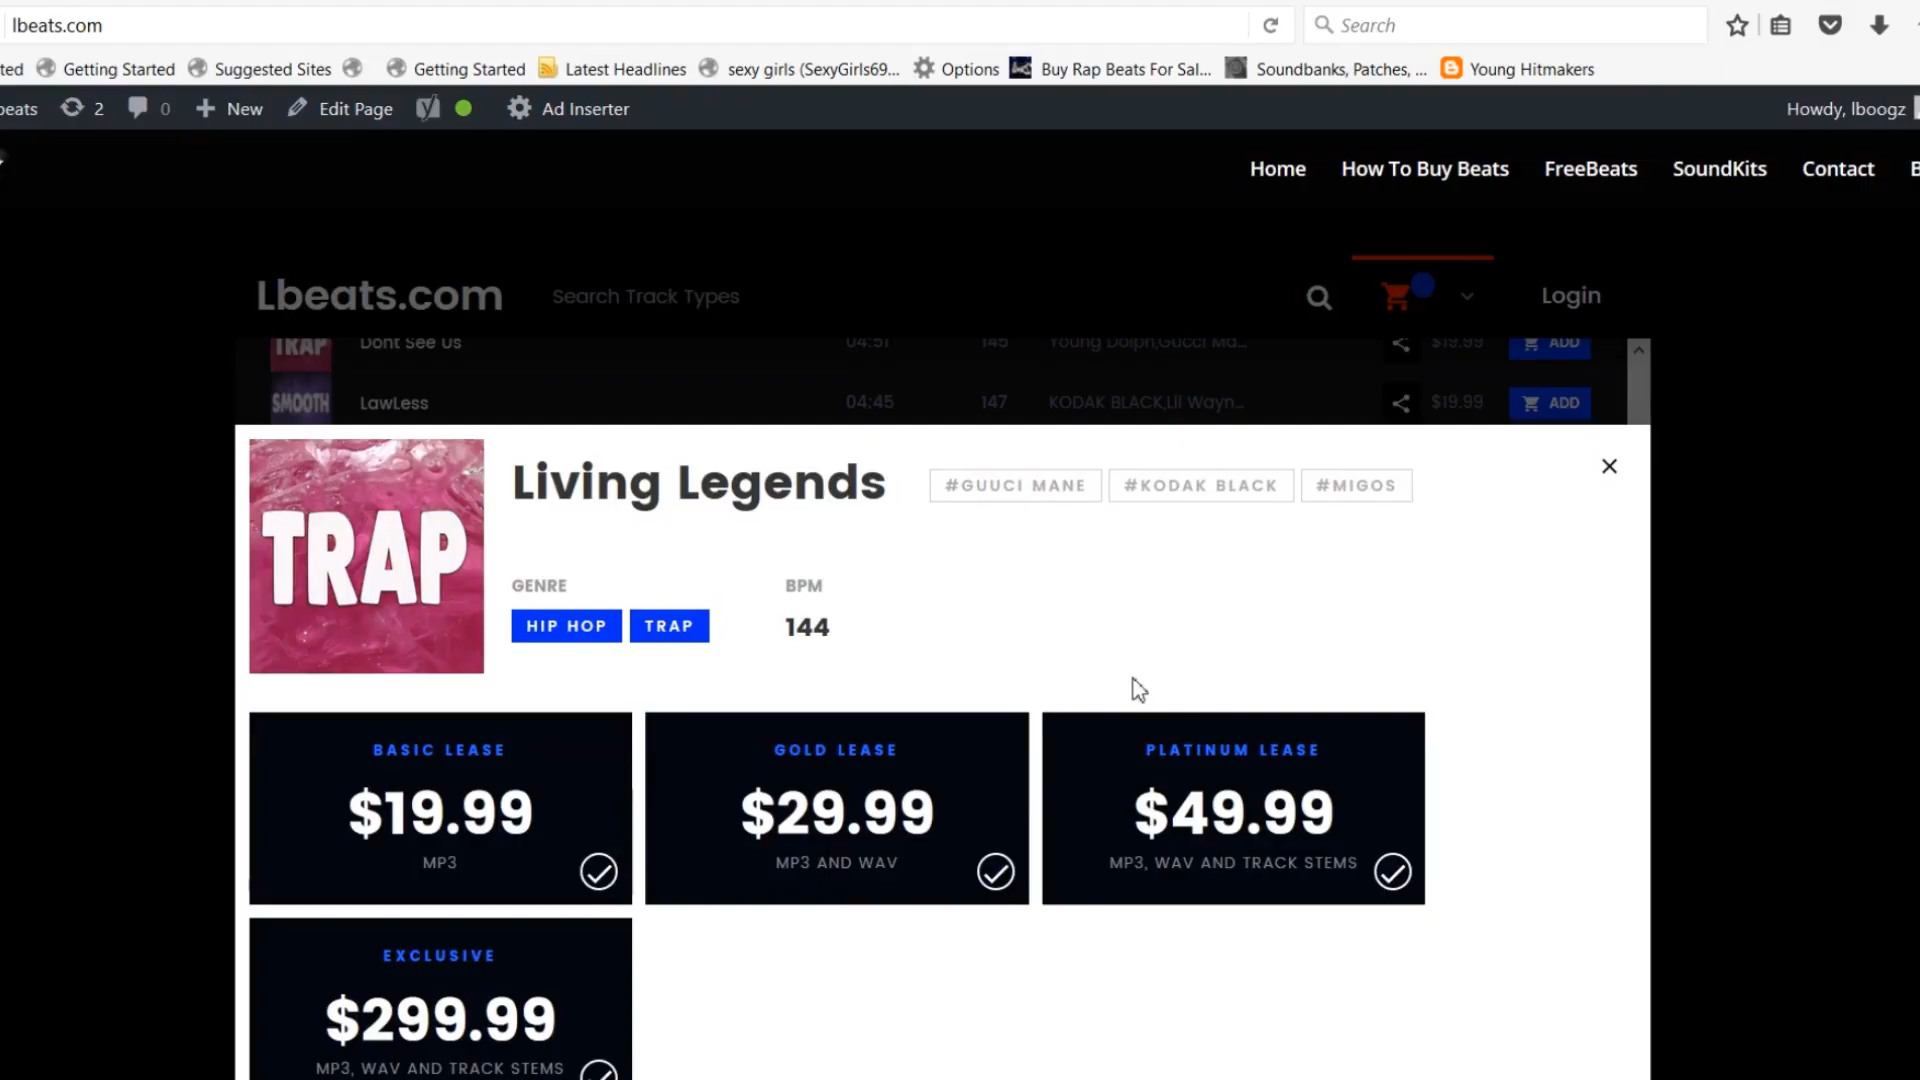 lbeats.com
Search
ted Getting Started Suggested Sites Getting Started Latest Headlines sexy girls (SexyGirls69... Options Buy Rap Beats For Sal... Soundbanks, Patches, ... Young Hitmakers
beats 2 0 New Edit Page Ad Inserter Howdy, lboogz
Home How To Buy Beats FreeBeats SoundKits Contact B
Lbeats.com Search Track Types Login
TRAP Dont See Us 04:51 145 Young Dolph,Gucci Ma... $19.99 ADD
SMOOTH LawLess 04:45 147 KODAK BLACK,Lil Wayn... $19.99 ADD
Living Legends #GUUCI MANE #KODAK BLACK #MIGOS
TRAP
GENRE BPM
HIP HOP TRAP 144
BASIC LEASE
$19.99
MP3
GOLD LEASE
$29.99
MP3 AND WAV
PLATINUM LEASE
$49.99
MP3, WAV AND TRACK STEMS
EXCLUSIVE
$299.99
MP3, WAV AND TRACK STEMS